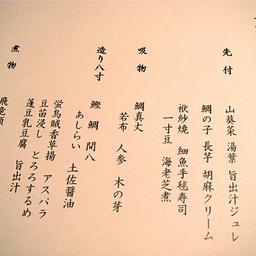 先付
山葵菜 湯葉 旨出汁ジュレ
鯛の子 長芋 胡麻クリーム
袱紗焼 細魚手毬寿司
一寸豆 海老芝煮
吸物
鯛真丈
若布 人参 木の芽
造り八寸
鰹 鯛 間八
あしらい 土佐醤油
蛍烏賊香草揚 アスパラ
豆苗浸し とろろするめ
蓬豆乳豆腐 旨出汁
煮物
飛竜頭